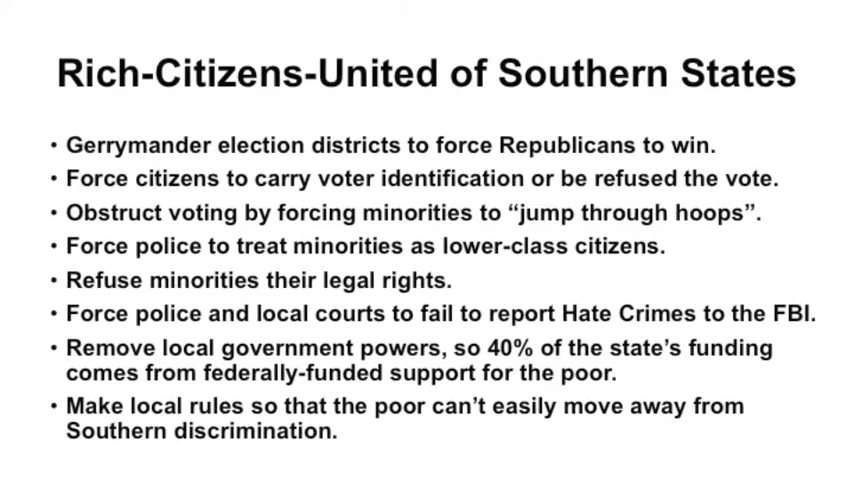 Rich-Citizens-United of Southern States
• Gerrymander election districts to force Republicans to win.
• Force citizens to carry voter identification or be refused the vote.
• Obstruct voting by forcing minorities to “jump through hoops”.
• Force police to treat minorities as lower-class citizens.
• Refuse minorities their legal rights.
• Force police and local courts to fail to report Hate Crimes to the FBI.
• Remove local government powers, so 40% of the state’s funding
comes from federally-funded support for the poor.
• Make local rules so that the poor can’t easily move away from
Southern discrimination.